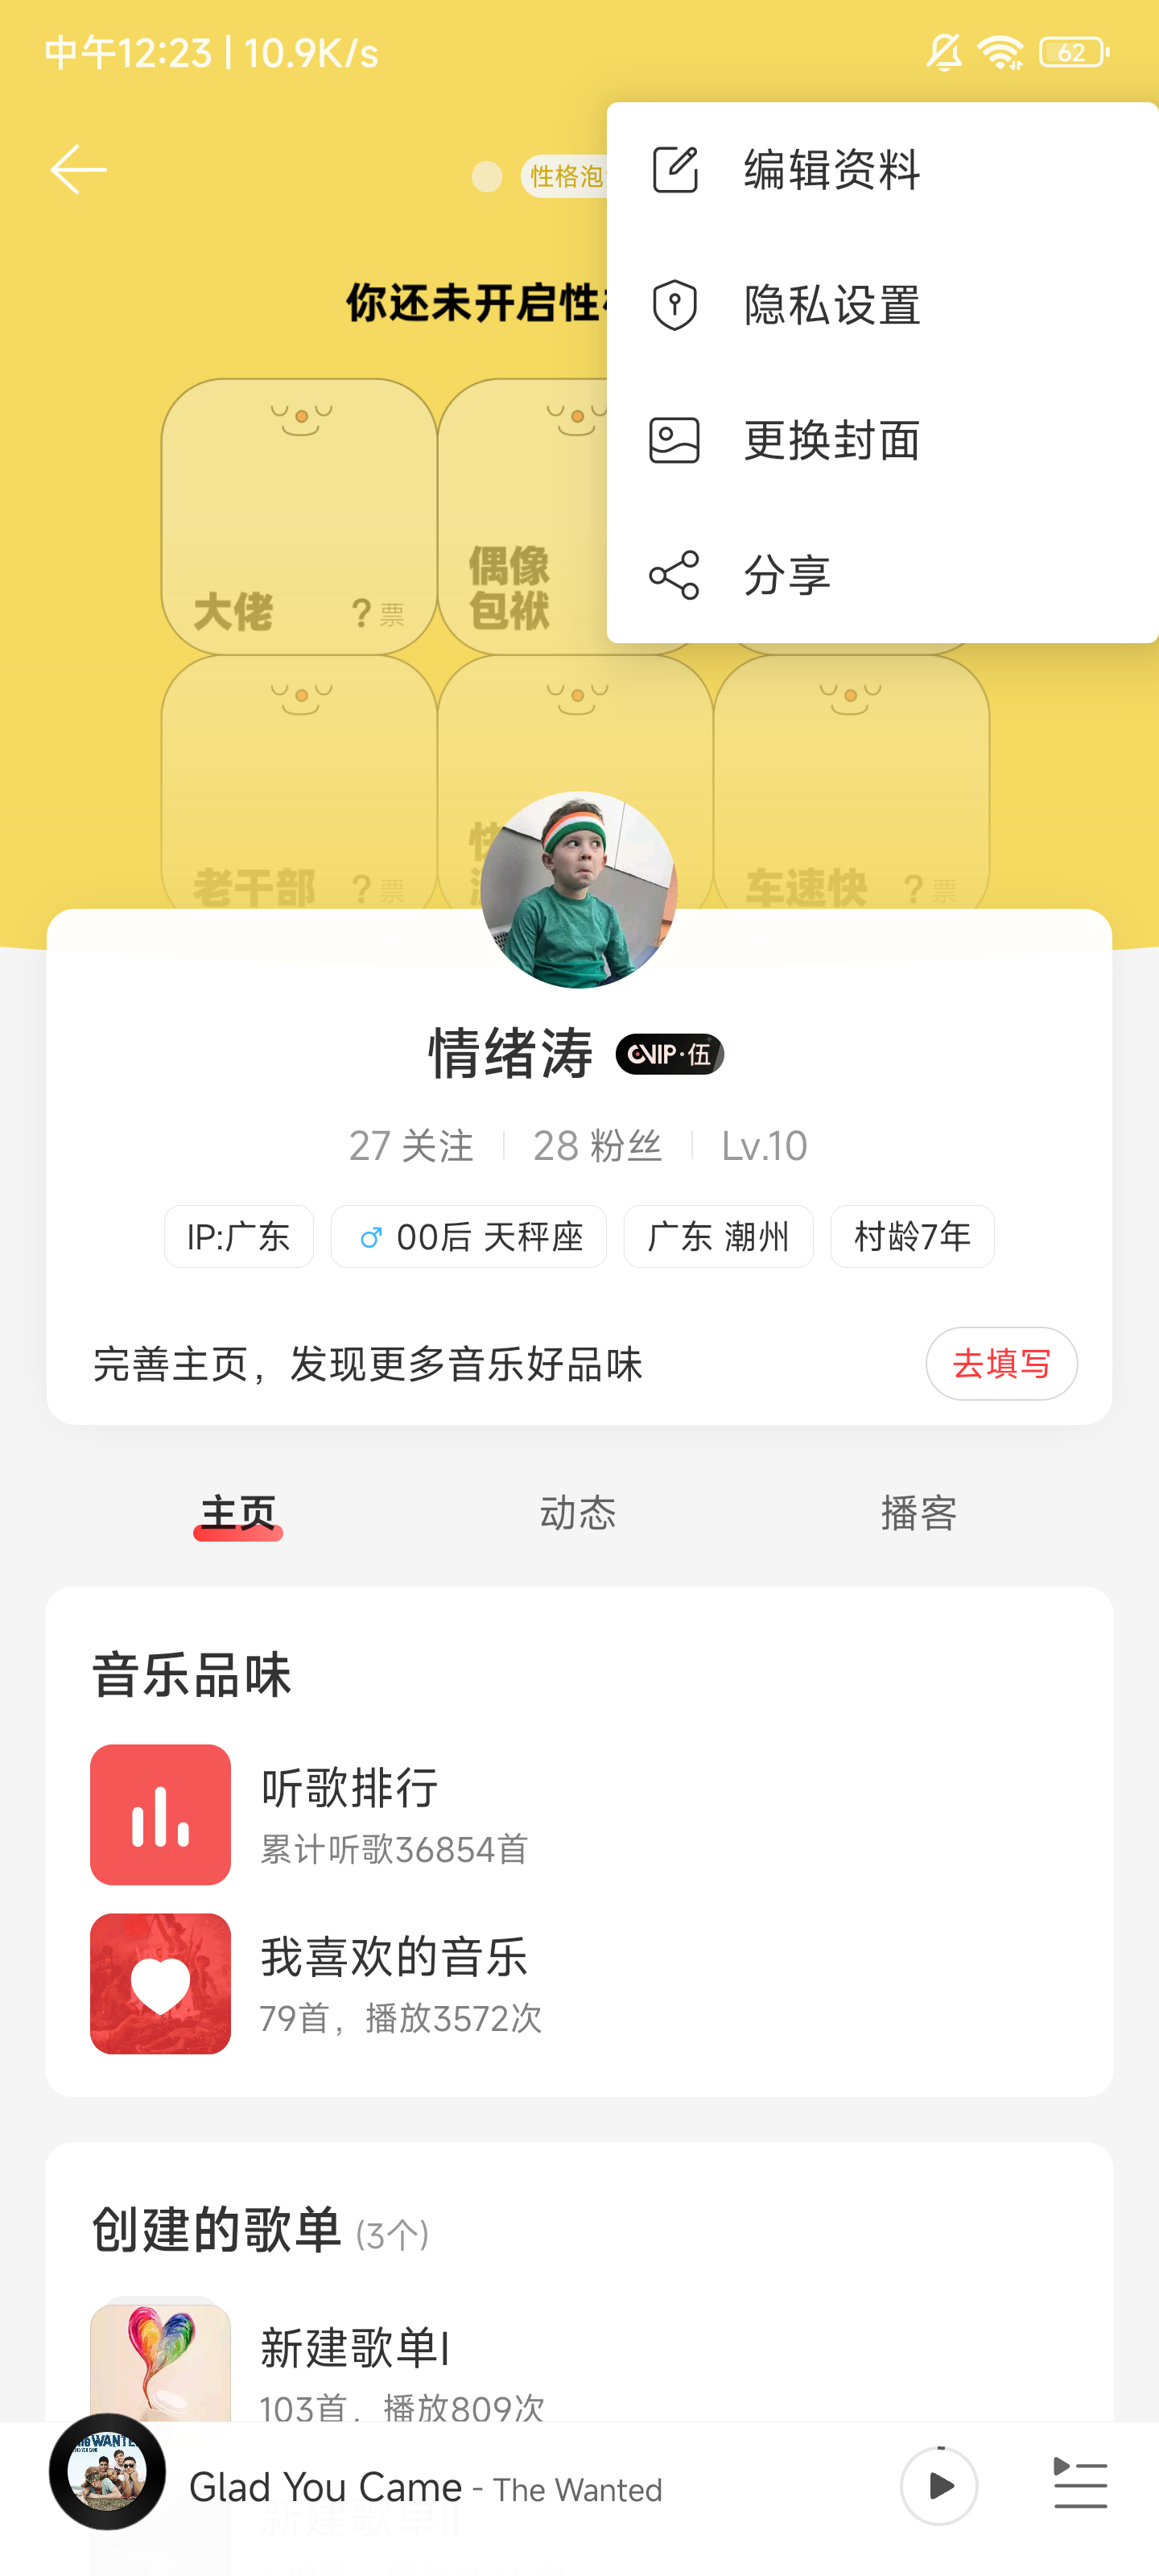 中午12:23 | 10.9K/s
62
性格泡
编辑资料
你还未开启性
隐私设置
更换封面
分享
大佬 ?票
偶像
包袱
老干部 ?票
车速快 ?票
情绪涛 VIP·伍
27 关注 28 粉丝 Lv.10
IP:广东 00后 天秤座 广东 潮州 村龄7年
完善主页，发现更多音乐好品味 去填写
主页 动态 播客
音乐品味
听歌排行
累计听歌36854首
我喜欢的音乐
79首，播放3572次
创建的歌单 (3个)
新建歌单I
103首，播放809次
Glad You Came - The Wanted
新建歌单II